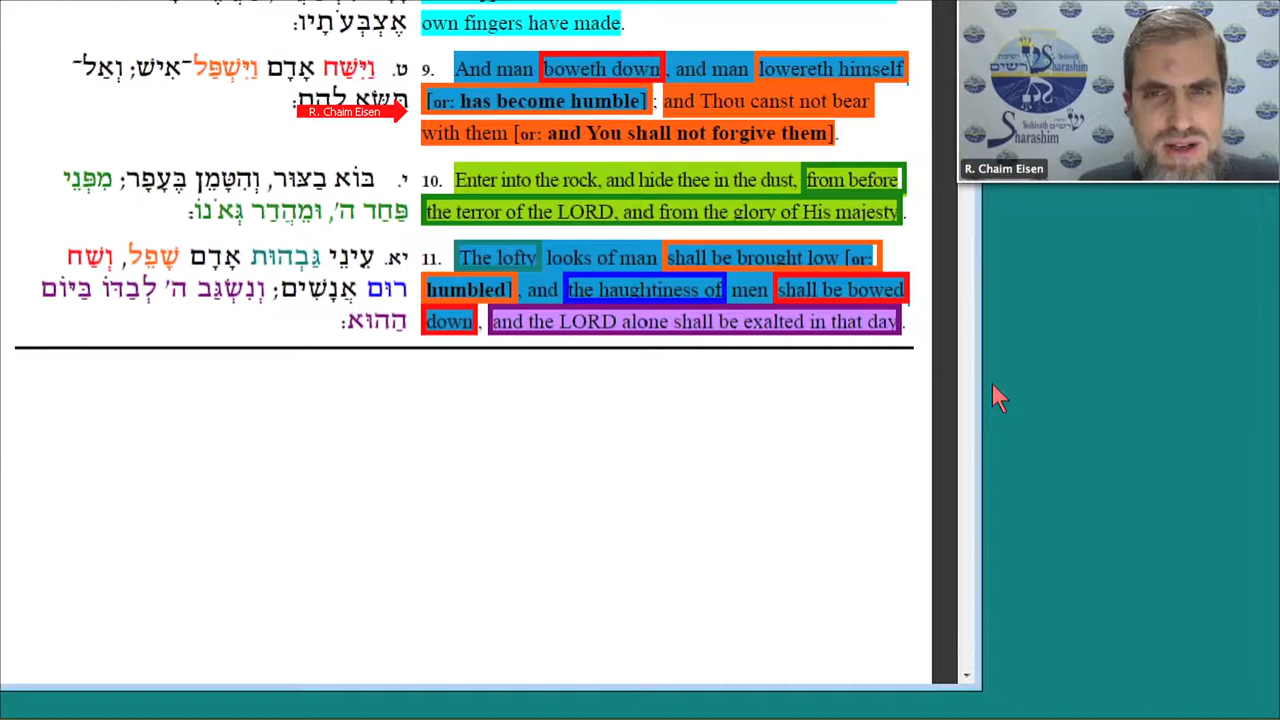 אֶצְבְּעֹתָיו:
own fingers have made.
ט. וַיִּשַּׁח אָדָם וַיִּשְׁפַּל־אִישׁ; וְאַל־
תִּשָּׂא לָהֶם:
9. And man boweth down, and man lowereth himself
[or: has become humble]; and Thou canst not bear
with them [or: and You shall not forgive them].
R. Chaim Eisen
י. בּוֹא בַצּוּר, וְהִטָּמֵן בֶּעָפָר; מִפְּנֵי
פַּחַד ה', וּמֵהֲדַר גְּאֹנוֹ:
10. Enter into the rock, and hide thee in the dust, from before
the terror of the LORD, and from the glory of His majesty.
יא. עֵינֵי גַּבְהוּת אָדָם שָׁפֵל, וְשַׁח
רוּם אֲנָשִׁים; וְנִשְׂגַּב ה' לְבַדּוֹ בַּיּוֹם
הַהוּא:
11. The lofty looks of man shall be brought low [or:
humbled], and the haughtiness of men shall be bowed
down, and the LORD alone shall be exalted in that day.
ישיבת
שרשים
Yeshivath
Sharashim
R. Chaim Eisen